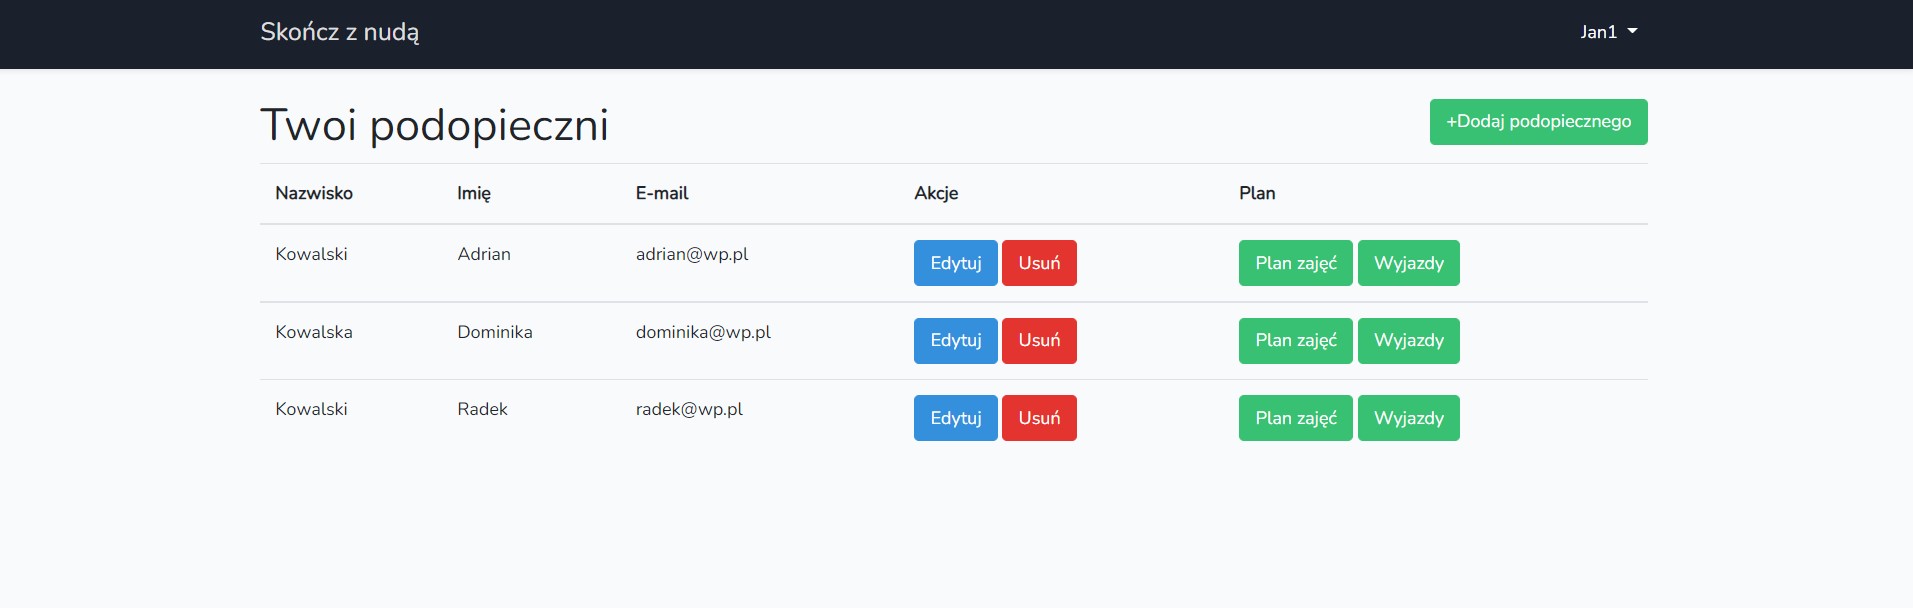 Skończ z nudą Jan1
Twoi podopieczni +Dodaj podopiecznego
Nazwisko Imię E-mail Akcje Plan
Kowalski Adrian adrian@wp.pl Edytuj Usuń Plan zajęć Wyjazdy
Kowalska Dominika dominika@wp.pl Edytuj Usuń Plan zajęć Wyjazdy
Kowalski Radek radek@wp.pl Edytuj Usuń Plan zajęć Wyjazdy